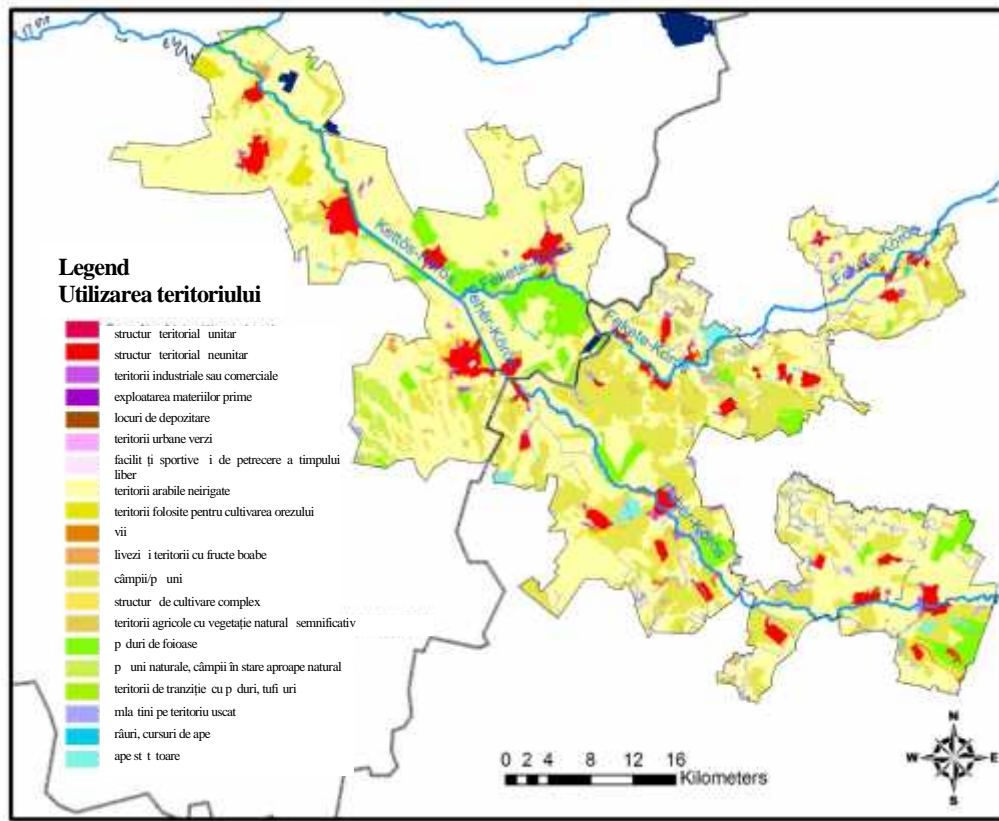 Legend
Utilizarea teritoriului
structur teritorial unitar
structur teritorial neunitar
teritorii industriale sau comerciale
exploatarea materiilor prime
locuri de depozitare
teritorii urbane verzi
facilit ți sportive i de petrecere a timpului
liber
teritorii arabile neirigate
teritorii folosite pentru cultivarea orezului
vii
livezi i teritorii cu fructe boabe
câmpii/p uni
structur de cultivare complex
teritorii agricole cu vegetație natural semnificativ
p duri de foioase
p uni naturale, câmpii în stare aproape natural
teritorii de tranziție cu p duri, tufi uri
mla tini pe teritoriu uscat
râuri, cursuri de ape
ape st t toare
Kettős-Körös
Fekete-Körös
Fehér-Körös
Fekete-Körös
Fekete-Körös
Fehér-Körös
0 2 4 8 12 16
Kilometers
N
W E
S